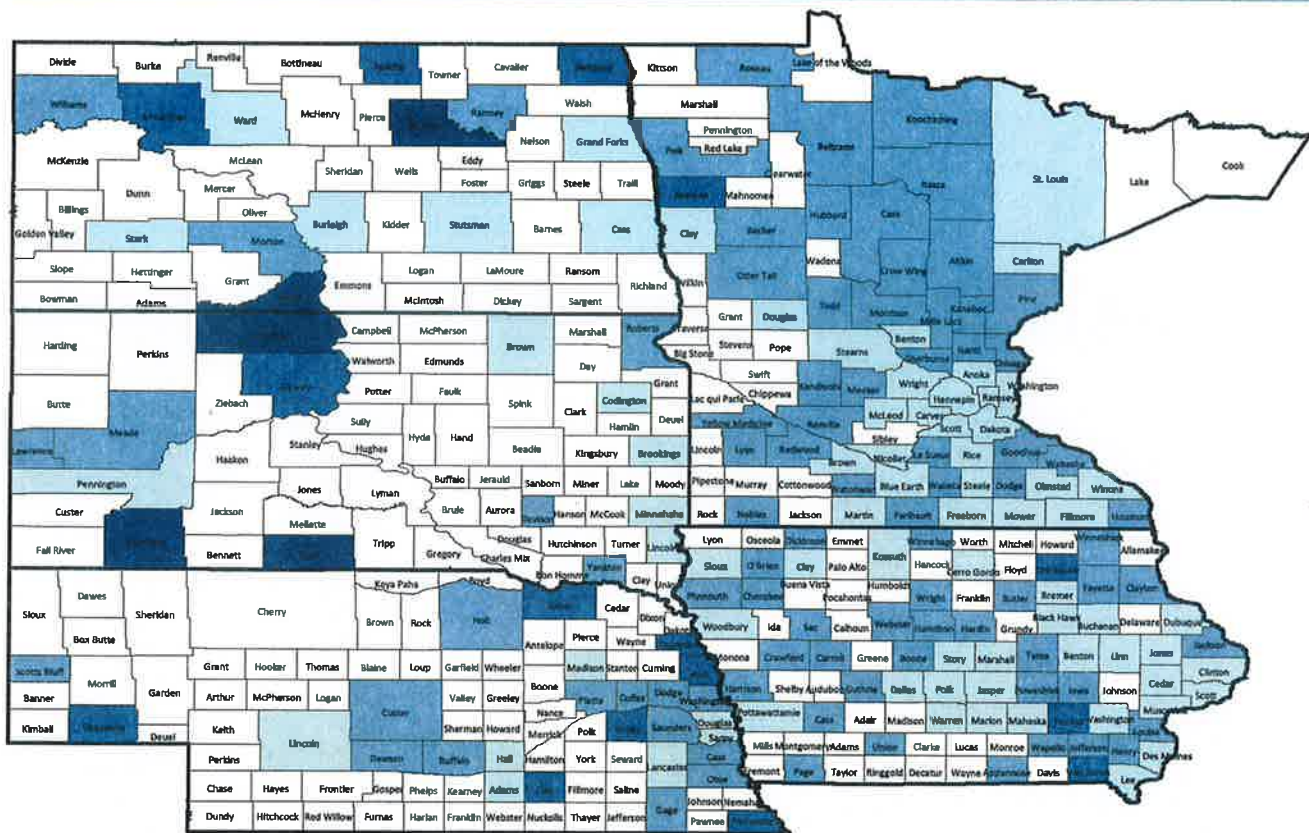 Divide Burke Renville Bottineau Towner Cavalier Kittson Roseau Lake of the Woods
Williams Ward McHenry Pierce Ramsey Walsh Marshall Koochiching
McKenzie McLean Sheridan Wells Eddy Nelson Grand Forks Polk Pennington Red Lake Beltrami St. Louis Lake Cook
Dunn Mercer Foster Griggs Steele Traill Mahnomen Clearwater Itasca
Billings Oliver Burleigh Kidder Stutsman Barnes Cass Clay Becker Hubbard Cass
Golden Valley Stark Morton Wadena Crow Wing Aitkin Carlton
Slope Hettinger Grant Emmons Logan LaMoure Ransom Richland Wilkin Otter Tail Pine
Bowman Adams McIntosh Dickey Sargent Todd Morrison Mille Lacs Kanabec
Harding Perkins Campbell McPherson Brown Marshall Roberts Traverse Grant Douglas Benton
Walworth Edmunds Day Big Stone Stevens Pope Stearns Sherburne Isanti
Butte Ziebach Dewey Potter Faulk Grant Swift Wright Anoka Washington
Meade Sully Spink Clark Codington Lac qui Parle Chippewa Kandiyohi Meeker Hennepin Ramsey
Lawrence Hyde Hand Hamlin Deuel Yellow Medicine Renville McLeod Carver Scott Dakota
Haakon Stanley Hughes Beadle Kingsbury Brookings Lincoln Lyon Redwood Sibley Nicollet Le Sueur Rice Goodhue Wabasha
Pennington Jones Lyman Buffalo Jerauld Sanborn Miner Lake Moody Pipestone Murray Cottonwood Brown Watonwan Blue Earth Waseca Steele Dodge Olmsted Winona
Custer Jackson Mellette Brule Aurora Davison Hanson McCook Minnehaha Rock Nobles Jackson Martin Faribault Freeborn Mower Fillmore Houston
Fall River Bennett Tripp Gregory Douglas Charles Mix Hutchinson Turner Lincoln Lyon Osceola Dickinson Emmet Kossuth Winnebago Worth Mitchell Howard Winneshiek Allamakee
Bon Homme Yankton Clay Union Sioux O'Brien Clay Palo Alto Hancock Cerro Gordo Floyd
Sioux Dawes Sheridan Cherry Keya Paha Boyd Plymouth Cherokee Buena Vista Pocahontas Humboldt Wright Franklin Butler Bremer Fayette Clayton
Box Butte Brown Rock Holt Cedar Dixon Dakota Woodbury Ida Sac Calhoun Webster Hamilton Hardin Grundy Black Hawk Buchanan Delaware Dubuque
Antelope Pierce Wayne
Scotts Bluff Grant Hooker Thomas Blaine Loup Garfield Wheeler Madison Stanton Cuming Monona Crawford Carroll Greene Boone Story Marshall Tama Benton Linn Jones Jackson
Banner Morrill Garden Arthur McPherson Logan Valley Greeley Boone Platte Colfax Dodge Washington Harrison Shelby Audubon Guthrie Dallas Polk Jasper Poweshiek Iowa Johnson Cedar Clinton Scott
Kimball Cheyenne Deuel Keith Lincoln Custer Sherman Howard Nance Merrick Polk Saunders Douglas Sarpy Pottawattamie Cass Adair Madison Warren Marion Mahaska Washington Muscatine
Perkins Dawson Buffalo Hall Hamilton York Seward Lancaster Cass Mills Montgomery Adams Union Clarke Lucas Monroe Wapello Jefferson Henry Des Moines
Chase Hayes Frontier Gosper Phelps Kearney Adams Clay Fillmore Saline Otoe Fremont Page Taylor Ringgold Decatur Wayne Appanoose Davis Lee
Dundy Hitchcock Red Willow Furnas Harlan Franklin Webster Nuckolls Thayer Jefferson Gage Johnson Nemaha Pawnee